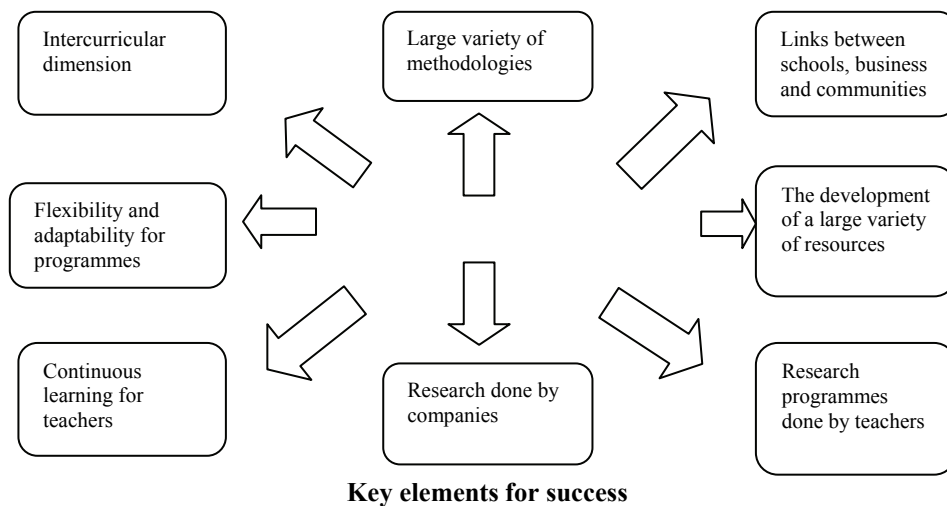 Intercurricular
dimension
Large variety of
methodologies
Links between
schools, business
and communities
Flexibility and
adaptability for
programmes
The development
of a large variety
of resources
Continuous
learning for
teachers
Research done by
companies
Research
programmes
done by teachers
Key elements for success